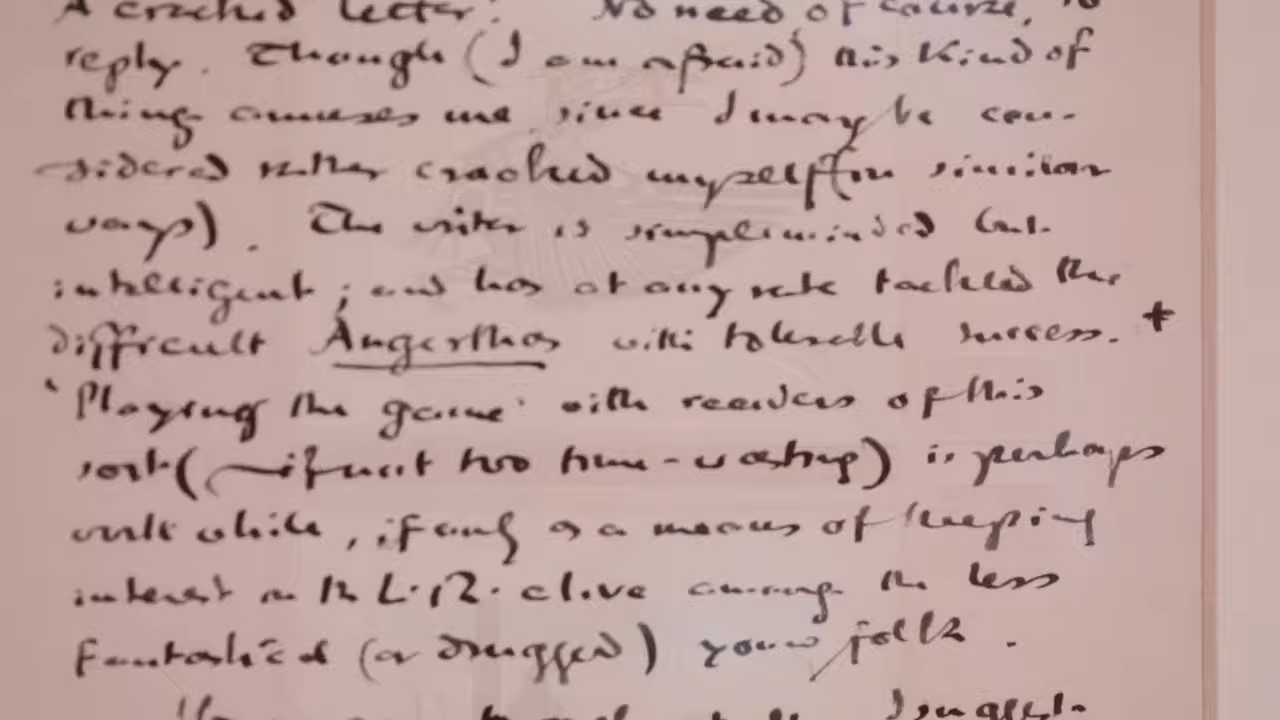 A cracked letter! No need of course, to
reply. Though (I am afraid) this kind of
thing amuses me, since I may be con-
sidered rather cracked myself (in similar
ways). The writer is simpleminded but
intelligent; and has at any rate tackled the
difficult Angerthas with tolerable success. +
'Playing the game' with readers of this
sort (—if not too time-wasting) is perhaps
worth while, if only as a means of keeping
interest in the L.R. alive among the less
fantastical (or drugged) young folk.